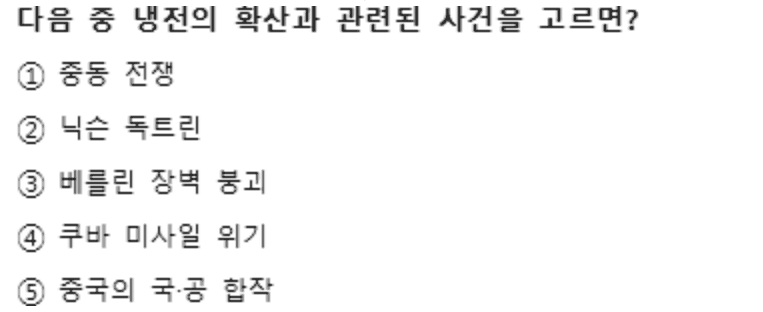 다음 중 냉전의 확산과 관련된 사건을 고르면?
① 중동 전쟁
② 닉슨 독트린
③ 베를린 장벽 붕괴
④ 쿠바 미사일 위기
⑤ 중국의 국·공 합작